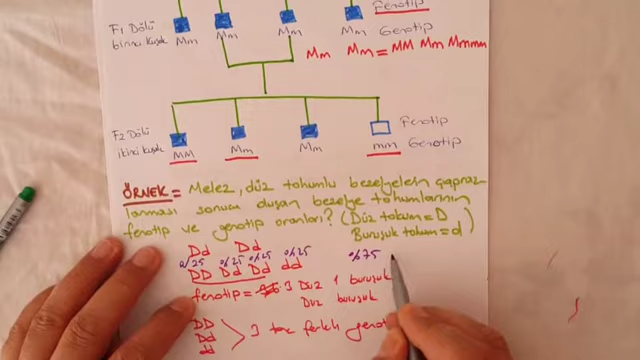 Fenotip
F1 Dölü
birinci kuşak
Mm Mm Mm Mm Genotip
Mm Mm = MM Mm Mm mm
F2 Dölü
ikinci kuşak
Fenotip
MM Mm Mm mm Genotip
ÖRNEK = Melez, düz tohumlu bezelyelerin çapraz
lanması sonucu oluşan bezelye tohumlarının
fenotip ve genotip oranları? (Düz tohum = D
Buruşuk tohum = d)
Dd Dd
%25 %25 %25 %25 %75
DD Dd Dd dd
fenotip = 3 Düz 1 buruşuk
Düz buruşuk
DD
Dd
dd
3 tane farklı